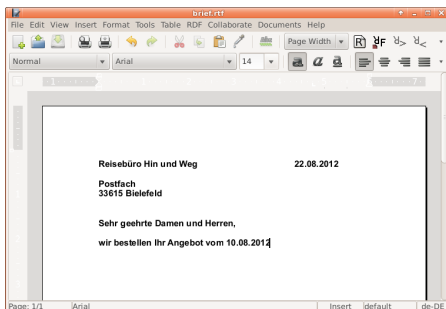 brief.rtf
File Edit View Insert Format Tools Table RDF Collaborate Documents Help
Page Width
Normal Arial 14
1 7
Reisebüro Hin und Weg 22.08.2012
Postfach
33615 Bielefeld
Sehr geehrte Damen und Herren,
wir bestellen Ihr Angebot vom 10.08.2012
Page: 1/1 Arial Insert default de-DE